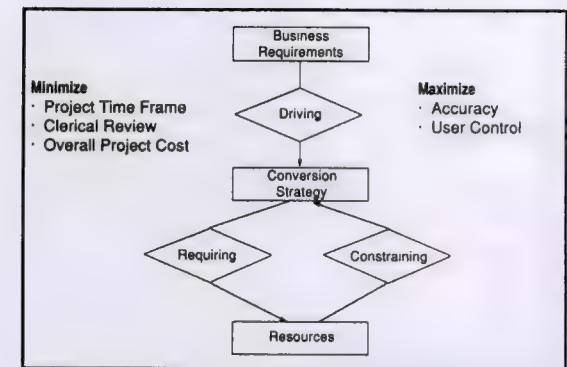 Business
Requirements
Minimize
· Project Time Frame
· Clerical Review
· Overall Project Cost
Driving
Maximize
· Accuracy
· User Control
Conversion
Strategy
Requiring
Constraining
Resources